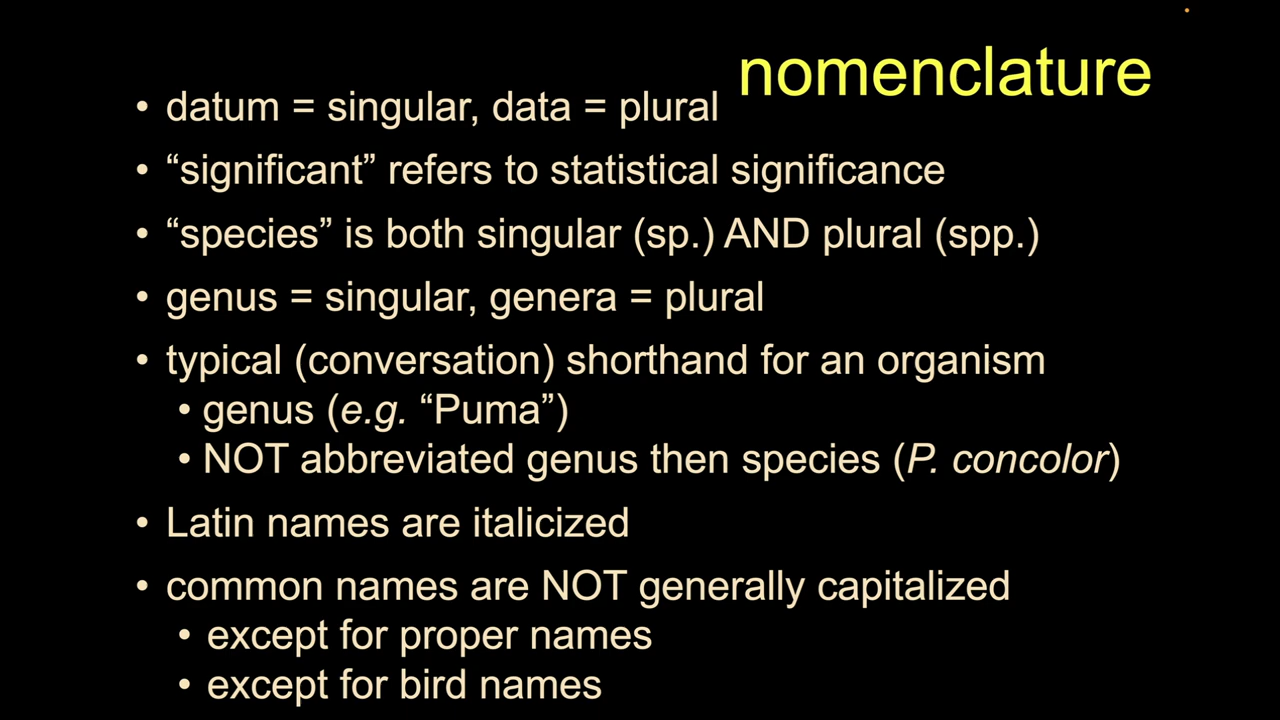 nomenclature
• datum = singular, data = plural
• “significant” refers to statistical significance
• “species” is both singular (sp.) AND plural (spp.)
• genus = singular, genera = plural
• typical (conversation) shorthand for an organism
• genus (e.g. “Puma”)
• NOT abbreviated genus then species (P. concolor)
• Latin names are italicized
• common names are NOT generally capitalized
• except for proper names
• except for bird names